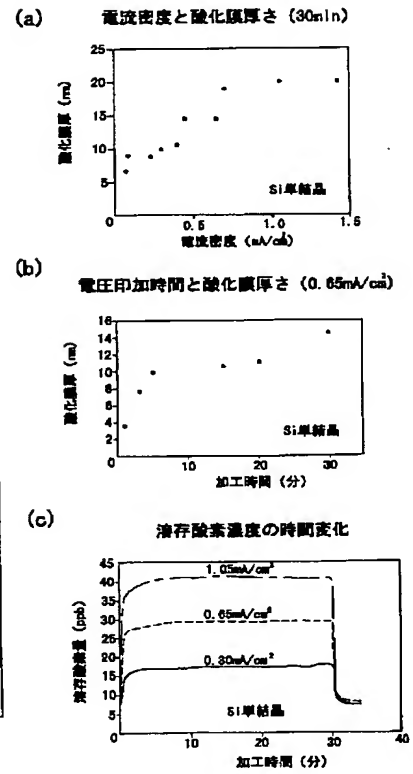 (a)
電流密度と酸化膜厚さ (30min)
酸化膜厚 (nm)
25
20
15
10
5
Si単結晶
0.5
1.0
1.5
電流密度 (mA/cm²)
(b)
電圧印加時間と酸化膜厚さ (0.65mA/cm²)
酸化膜厚 (nm)
16
14
12
10
8
6
4
2
Si単結晶
0
10
20
30
加工時間 (分)
(c)
溶存酸素濃度の時間変化
溶存酸素量 (ppb)
45
40
35
30
25
20
15
10
5
0
1.05mA/cm²
0.65mA/cm²
0.30mA/cm²
Si単結晶
0
10
20
30
40
加工時間 (分)